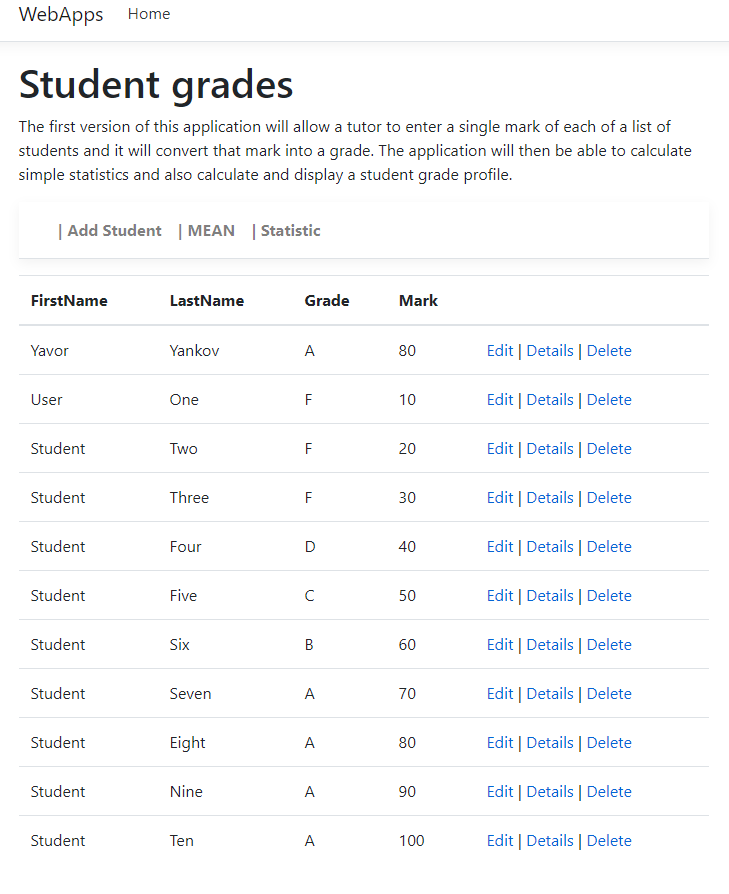 WebApps Home
Student grades
The first version of this application will allow a tutor to enter a single mark of each of a list of
students and it will convert that mark into a grade. The application will then be able to calculate
simple statistics and also calculate and display a student grade profile.
| Add Student | MEAN | Statistic
FirstName LastName Grade Mark
Yavor Yankov A 80 Edit | Details | Delete
User One F 10 Edit | Details | Delete
Student Two F 20 Edit | Details | Delete
Student Three F 30 Edit | Details | Delete
Student Four D 40 Edit | Details | Delete
Student Five C 50 Edit | Details | Delete
Student Six B 60 Edit | Details | Delete
Student Seven A 70 Edit | Details | Delete
Student Eight A 80 Edit | Details | Delete
Student Nine A 90 Edit | Details | Delete
Student Ten A 100 Edit | Details | Delete